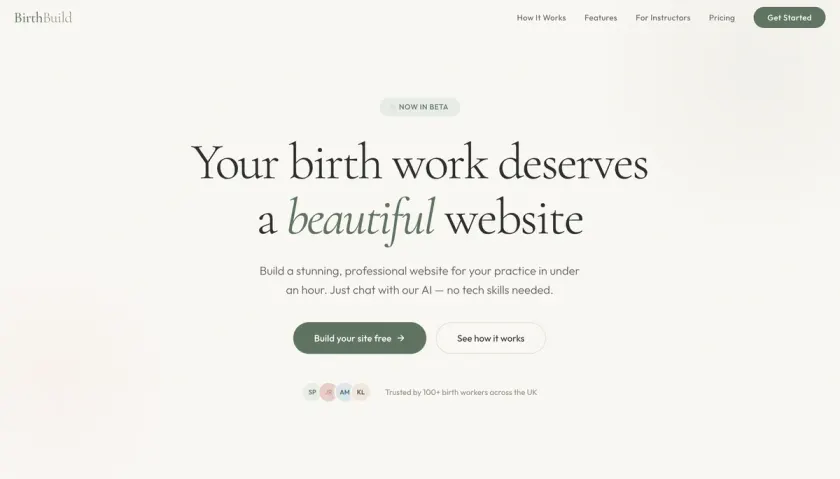 BirthBuild
How It Works
Features
For Instructors
Pricing
Get Started
NOW IN BETA
Your birth work deserves
a beautiful website
Build a stunning, professional website for your practice in under
an hour. Just chat with our AI — no tech skills needed.
Build your site free →
See how it works
SP
AM
KL
Trusted by 100+ birth workers across the UK